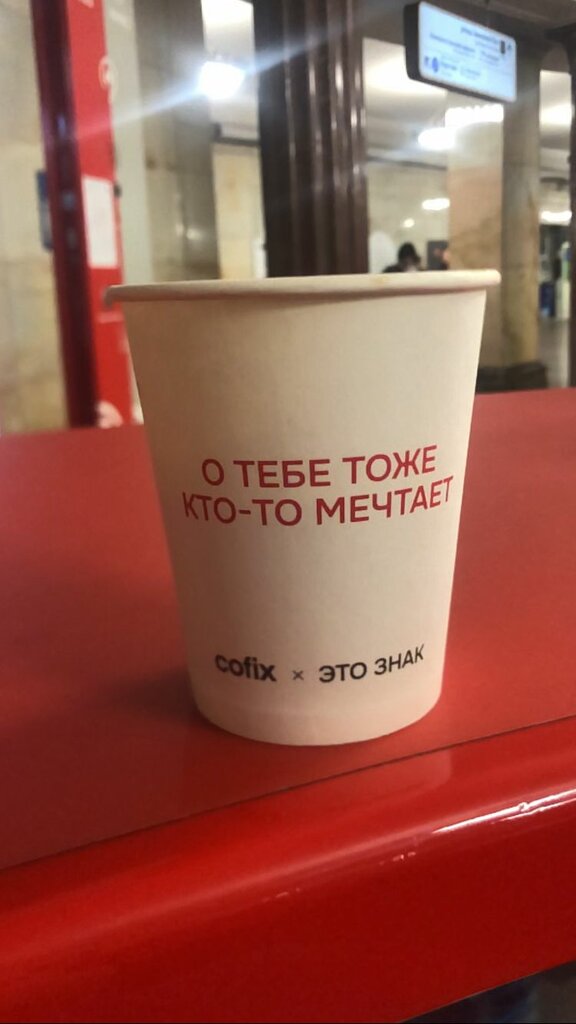 О ТЕБЕ ТОЖЕ
КТО-ТО МЕЧТАЕТ
cofix × ЭТО ЗНАК